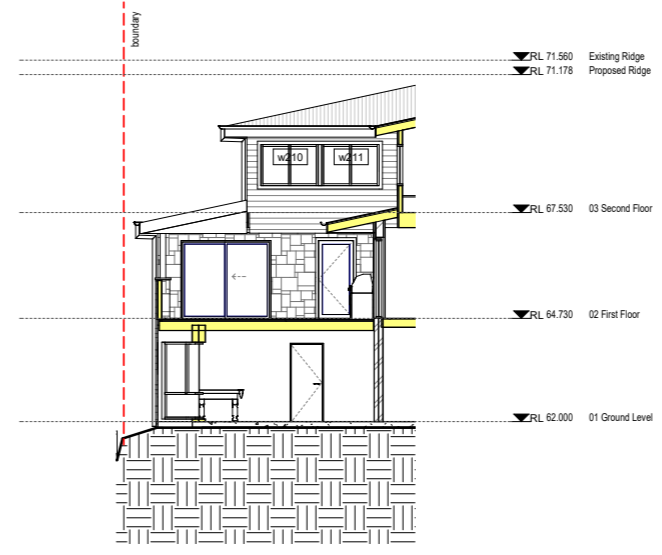 boundary
RL 71.560 Existing Ridge
RL 71.178 Proposed Ridge
w210 w211
RL 67.530 03 Second Floor
RL 64.730 02 First Floor
RL 62.000 01 Ground Level